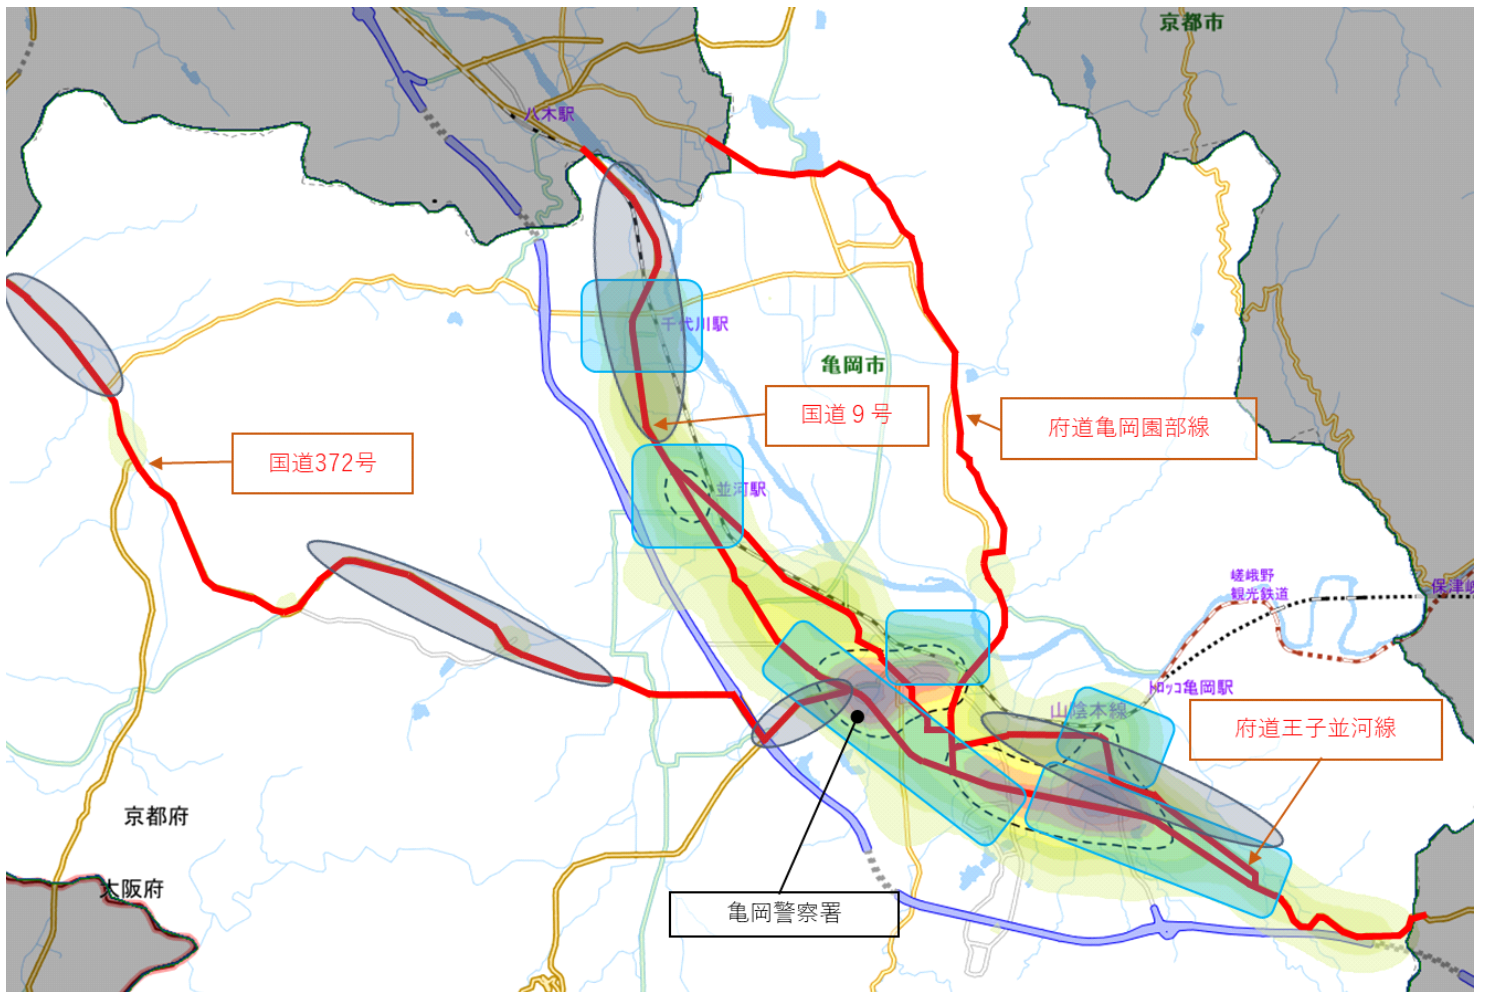 京都市
八木駅
千代川駅
亀岡市
国道９号
府道亀岡園部線
国道372号
並河駅
嵯峨野
観光鉄道
保津峡
トロッコ亀岡駅
山陰本線
府道王子並河線
京都府
大阪府
亀岡警察署